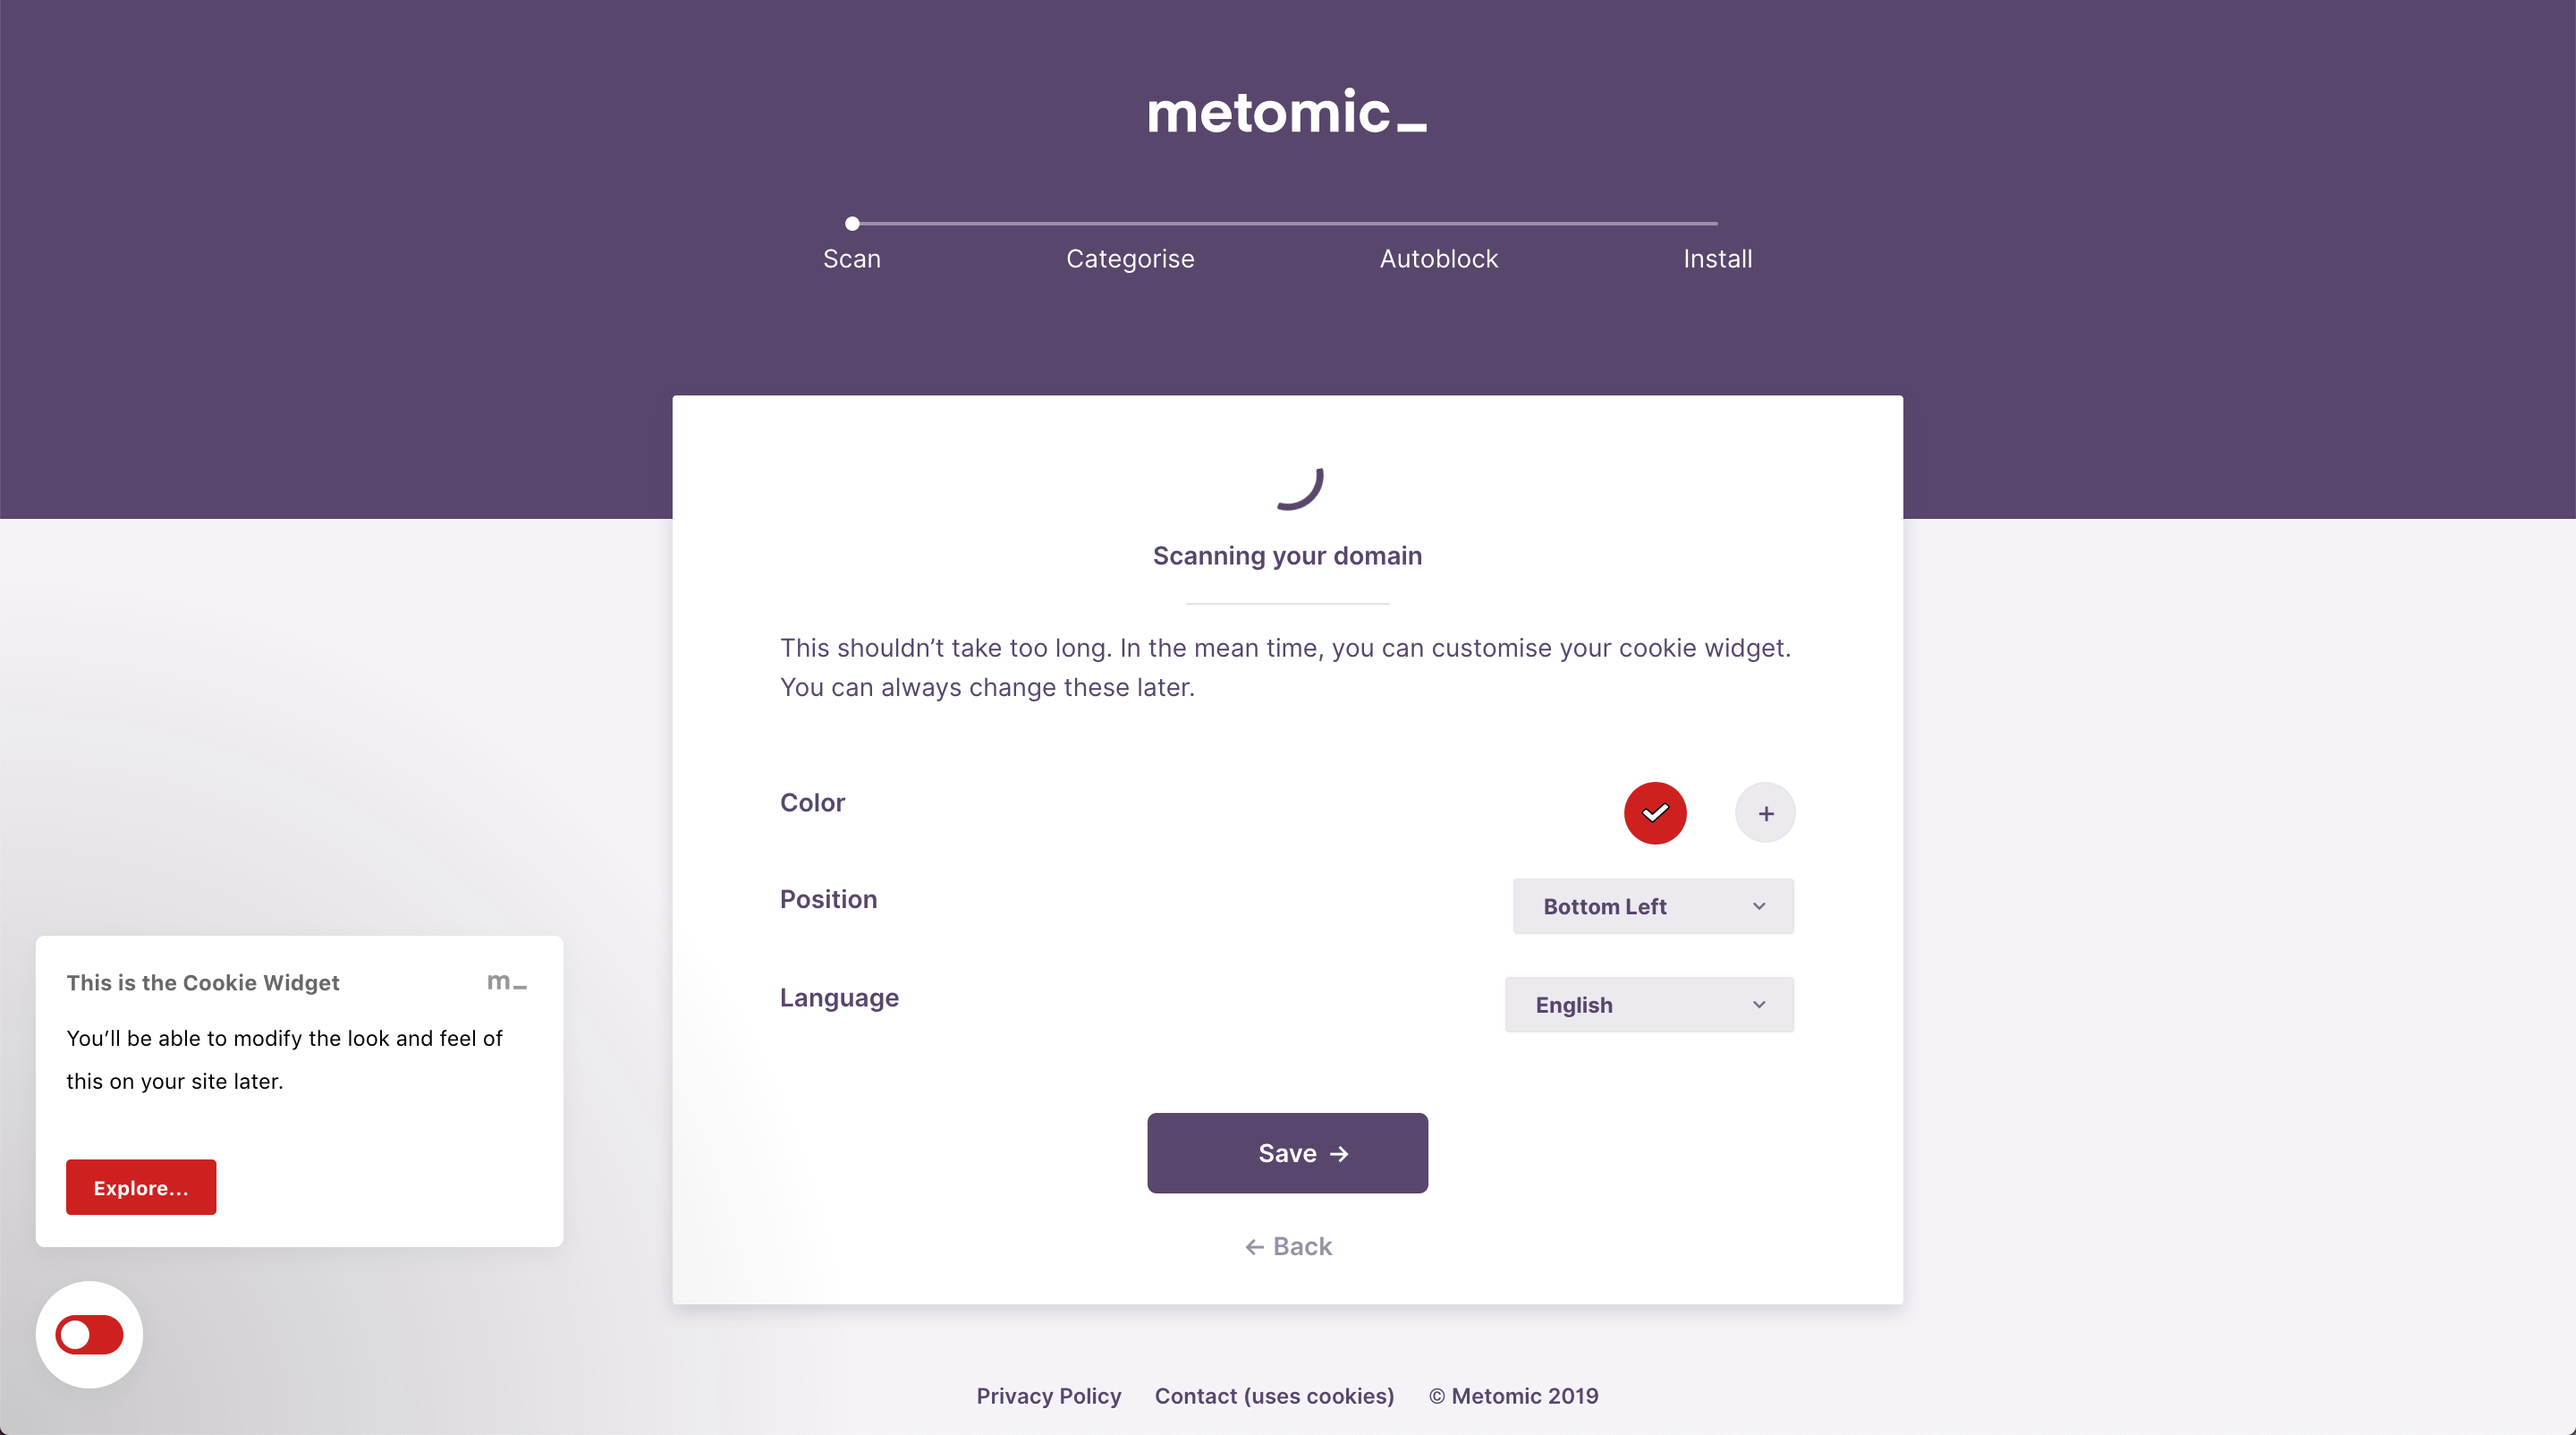 metomic_
Scan
Categorise
Autoblock
Install
Scanning your domain
This shouldn’t take too long. In the mean time, you can customise your cookie widget.
You can always change these later.
Color
+
Position
Bottom Left
Language
English
Save →
← Back
This is the Cookie Widget
m_
You’ll be able to modify the look and feel of
this on your site later.
Explore...
Privacy Policy
Contact (uses cookies)
© Metomic 2019